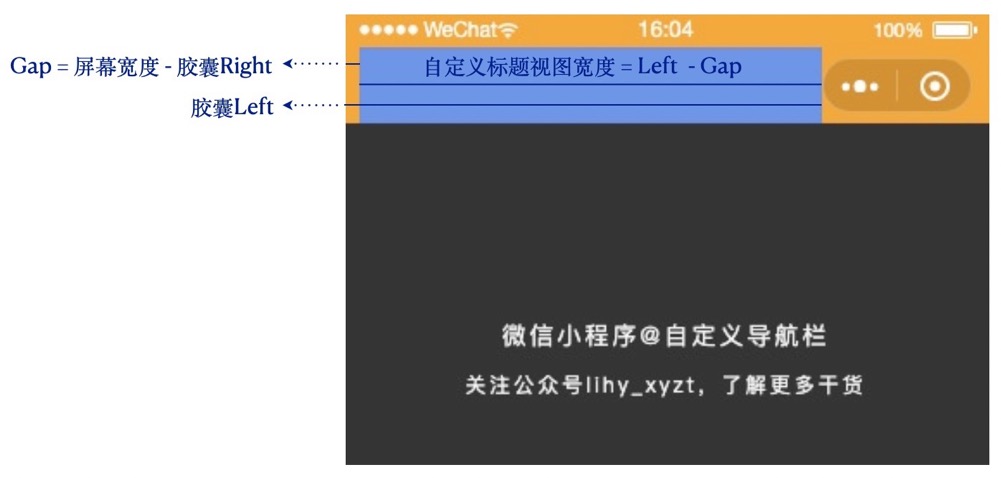 WeChat 16:04 100%
Gap = 屏幕宽度 - 胶囊Right
自定义标题视图宽度 = Left - Gap
胶囊Left
微信小程序@自定义导航栏
关注公众号lihy_xyzt，了解更多干货